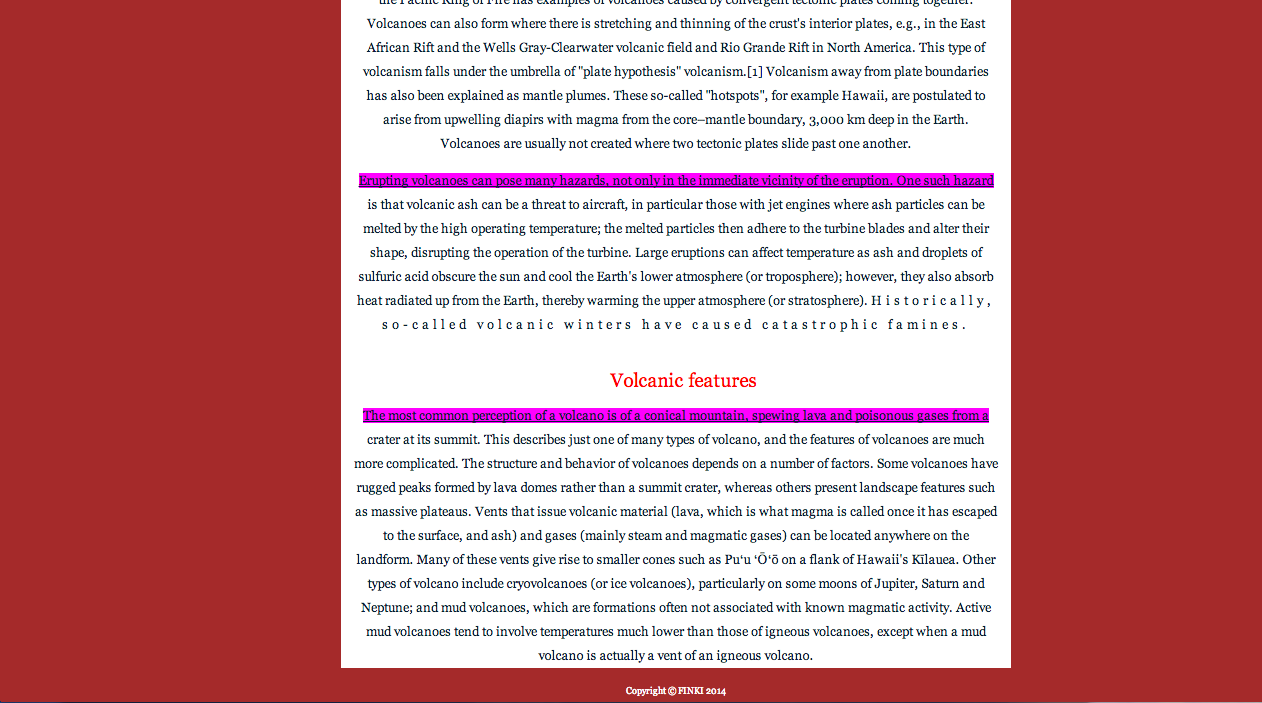 the Pacific Ring of Fire has examples of volcanoes caused by convergent tectonic plates coming together.
Volcanoes can also form where there is stretching and thinning of the crust's interior plates, e.g., in the East
African Rift and the Wells Gray-Clearwater volcanic field and Rio Grande Rift in North America. This type of
volcanism falls under the umbrella of "plate hypothesis" volcanism.[1] Volcanism away from plate boundaries
has also been explained as mantle plumes. These so-called "hotspots", for example Hawaii, are postulated to
arise from upwelling diapirs with magma from the core–mantle boundary, 3,000 km deep in the Earth.
Volcanoes are usually not created where two tectonic plates slide past one another.
Erupting volcanoes can pose many hazards, not only in the immediate vicinity of the eruption. One such hazard
is that volcanic ash can be a threat to aircraft, in particular those with jet engines where ash particles can be
melted by the high operating temperature; the melted particles then adhere to the turbine blades and alter their
shape, disrupting the operation of the turbine. Large eruptions can affect temperature as ash and droplets of
sulfuric acid obscure the sun and cool the Earth's lower atmosphere (or troposphere); however, they also absorb
heat radiated up from the Earth, thereby warming the upper atmosphere (or stratosphere). Historically,
so-called volcanic winters have caused catastrophic famines.
Volcanic features
The most common perception of a volcano is of a conical mountain, spewing lava and poisonous gases from a
crater at its summit. This describes just one of many types of volcano, and the features of volcanoes are much
more complicated. The structure and behavior of volcanoes depends on a number of factors. Some volcanoes have
rugged peaks formed by lava domes rather than a summit crater, whereas others present landscape features such
as massive plateaus. Vents that issue volcanic material (lava, which is what magma is called once it has escaped
to the surface, and ash) and gases (mainly steam and magmatic gases) can be located anywhere on the
landform. Many of these vents give rise to smaller cones such as Puʻu ʻŌʻō on a flank of Hawaii's Kīlauea. Other
types of volcano include cryovolcanoes (or ice volcanoes), particularly on some moons of Jupiter, Saturn and
Neptune; and mud volcanoes, which are formations often not associated with known magmatic activity. Active
mud volcanoes tend to involve temperatures much lower than those of igneous volcanoes, except when a mud
volcano is actually a vent of an igneous volcano.
Copyright © FINKI 2014